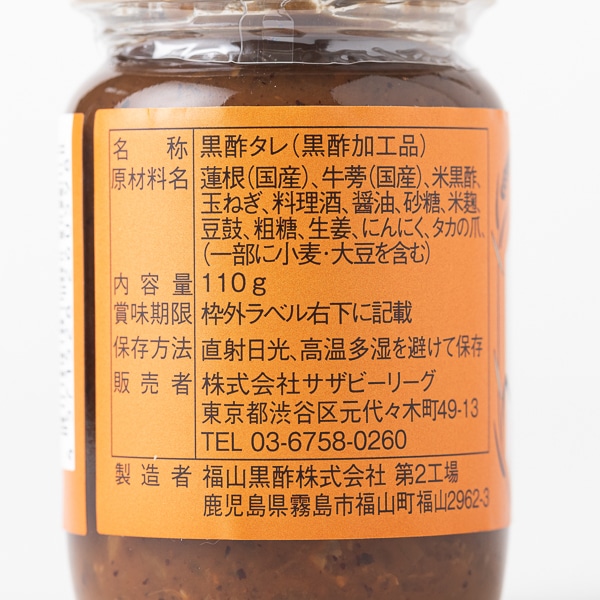 名称 黒酢タレ(黒酢加工品)
原材料名 蓮根(国産)、牛蒡(国産)、米黒酢、
玉ねぎ、料理酒、醤油、砂糖、米麹、
豆鼓、粗糖、生姜、にんにく、タカの爪、
(一部に小麦・大豆を含む)
内容量 110g
賞味期限 枠外ラベル右下に記載
保存方法 直射日光、高温多湿を避けて保存
販売者 株式会社サザビーリーグ
東京都渋谷区元代々木町49-13
TEL 03-6758-0260
製造者 福山黒酢株式会社 第2工場
鹿児島県霧島市福山町福山2962-3